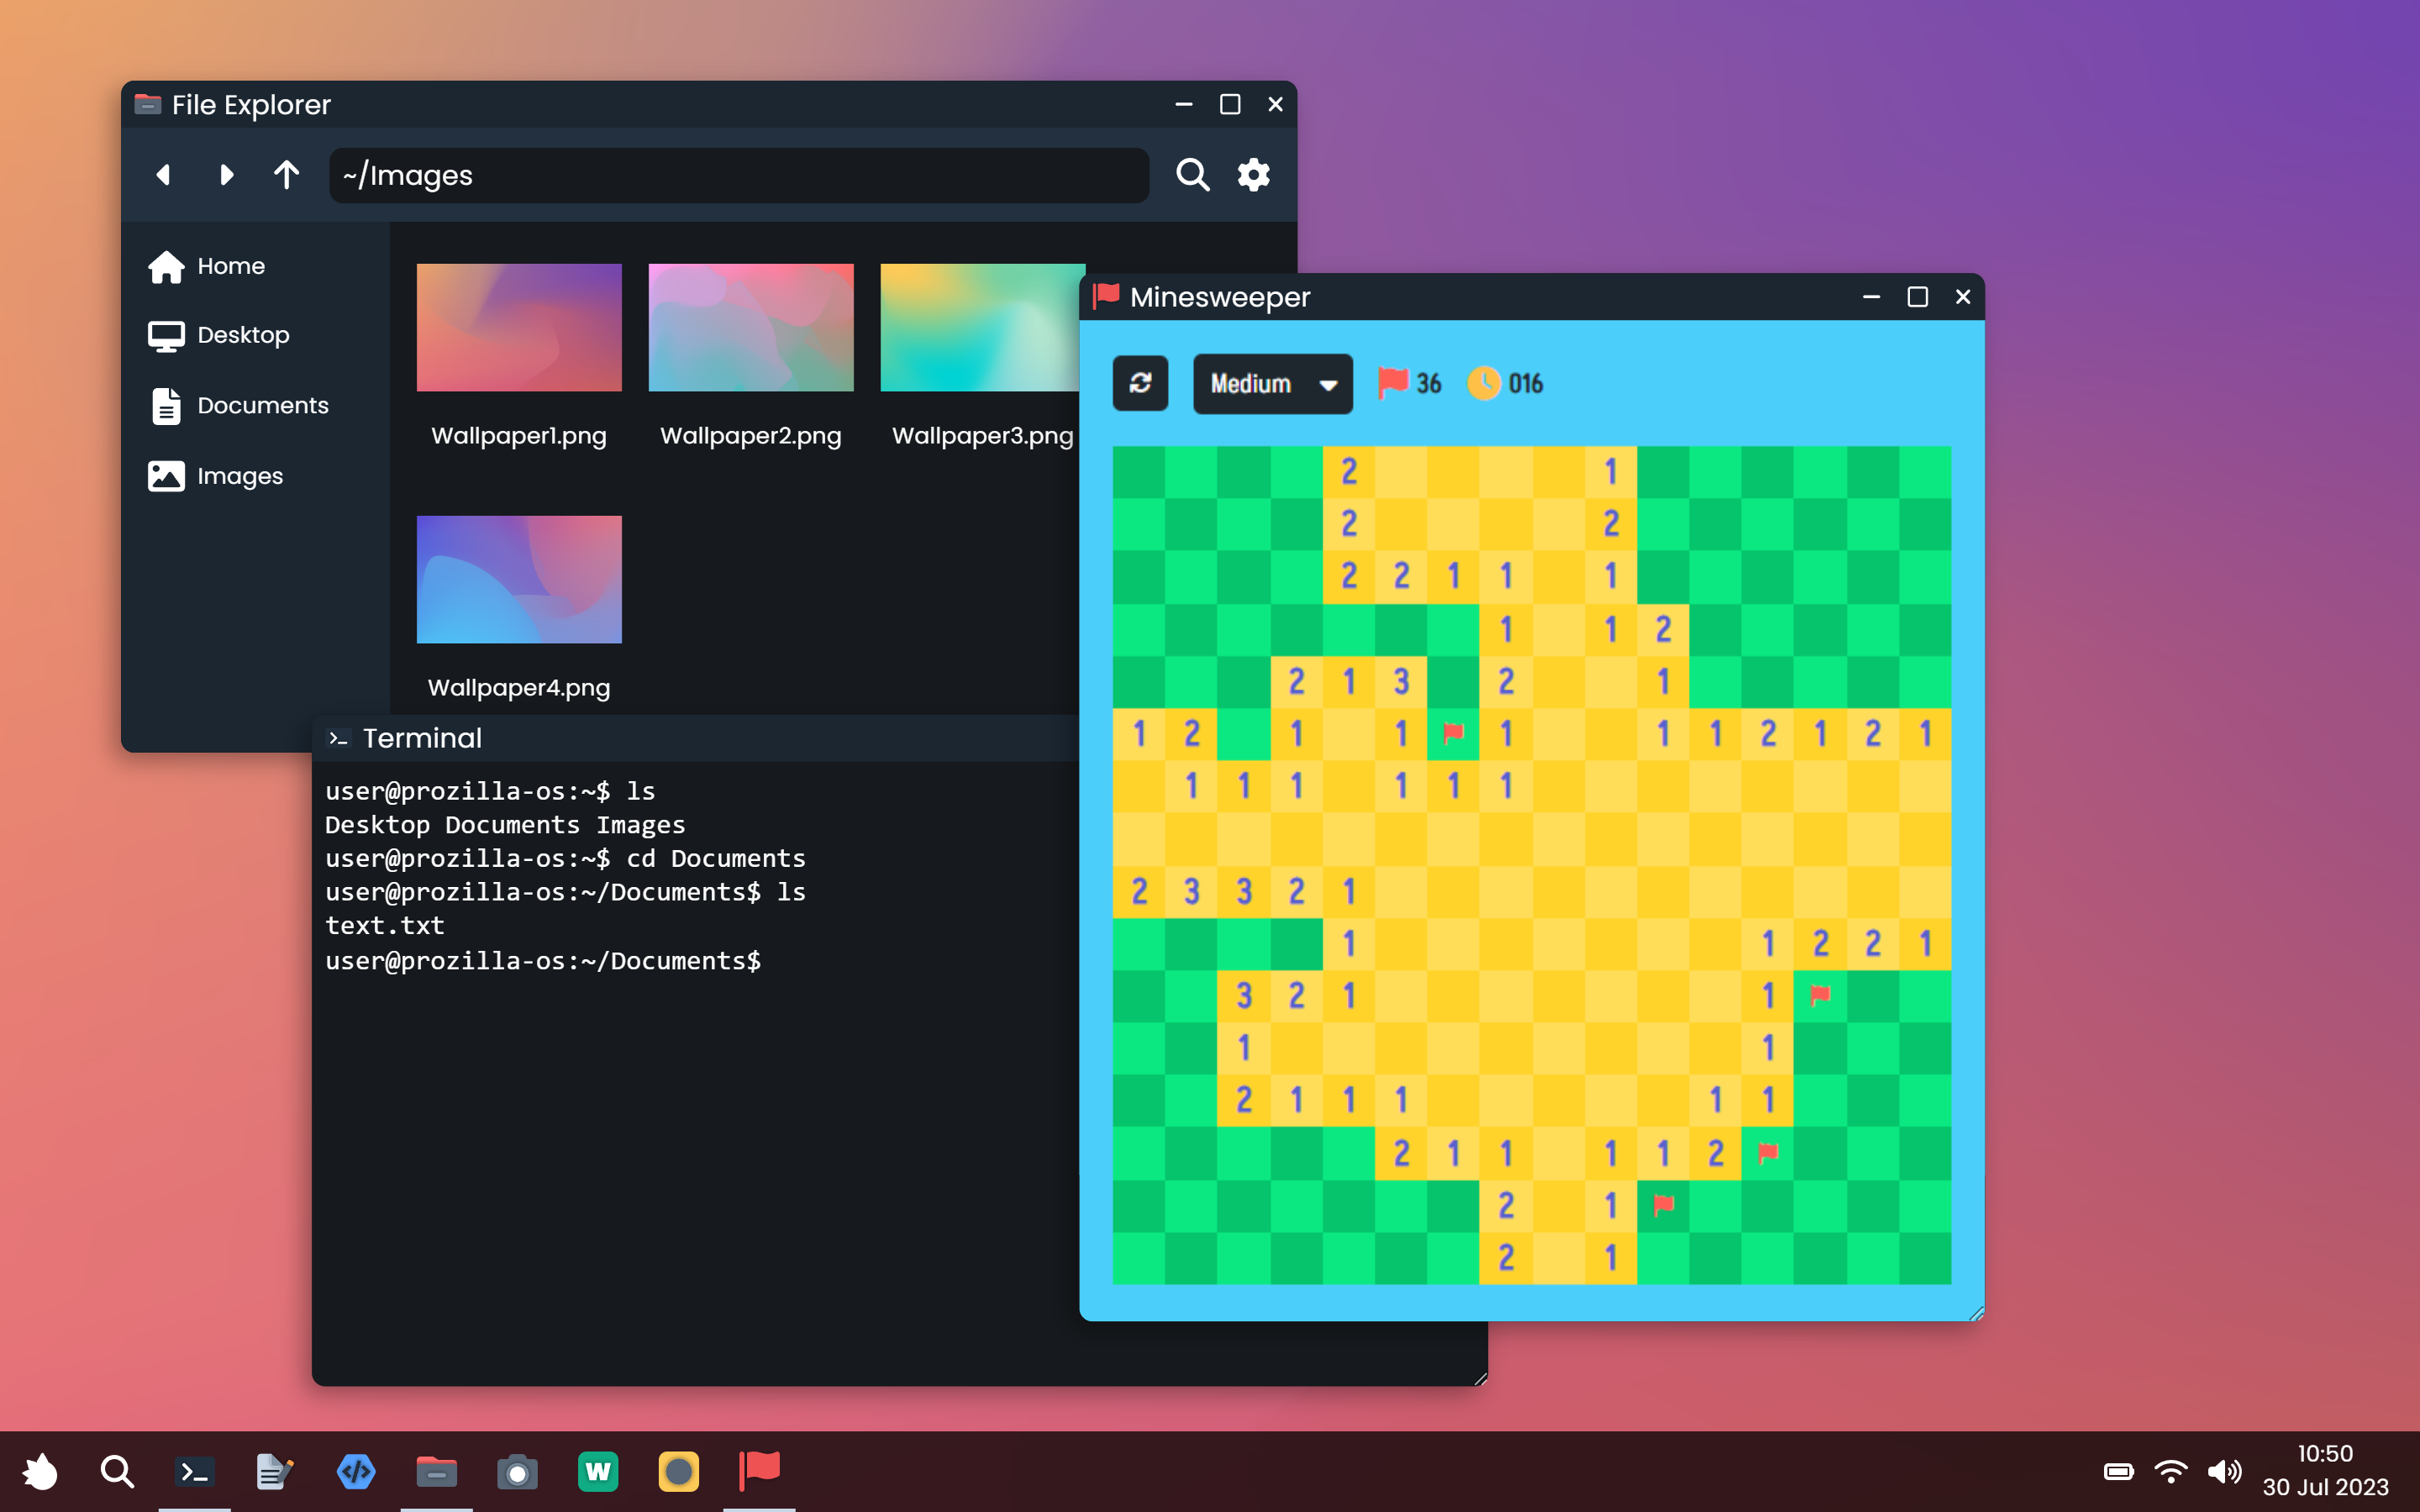 File Explorer
~/Images
Home
Desktop
Documents
Images
Wallpaper1.png
Wallpaper2.png
Wallpaper3.png
Wallpaper4.png
Terminal
user@prozilla-os:~$ ls
Desktop Documents Images
user@prozilla-os:~$ cd Documents
user@prozilla-os:~/Documents$ ls
text.txt
user@prozilla-os:~/Documents$
Minesweeper
Medium 36 016
2 1
2 2
2 2 1 1 1
1 1 2
2 1 3 2 1
1 2 1 1 1 1 1 2 1 2 1
1 1 1 1 1 1
2 3 3 2 1
1 1 2 2 1
3 2 1 1
1 1
2 1 1 1 1 1
2 1 1 1 1 2
2 1
2 1
W
10:50
30 Jul 2023